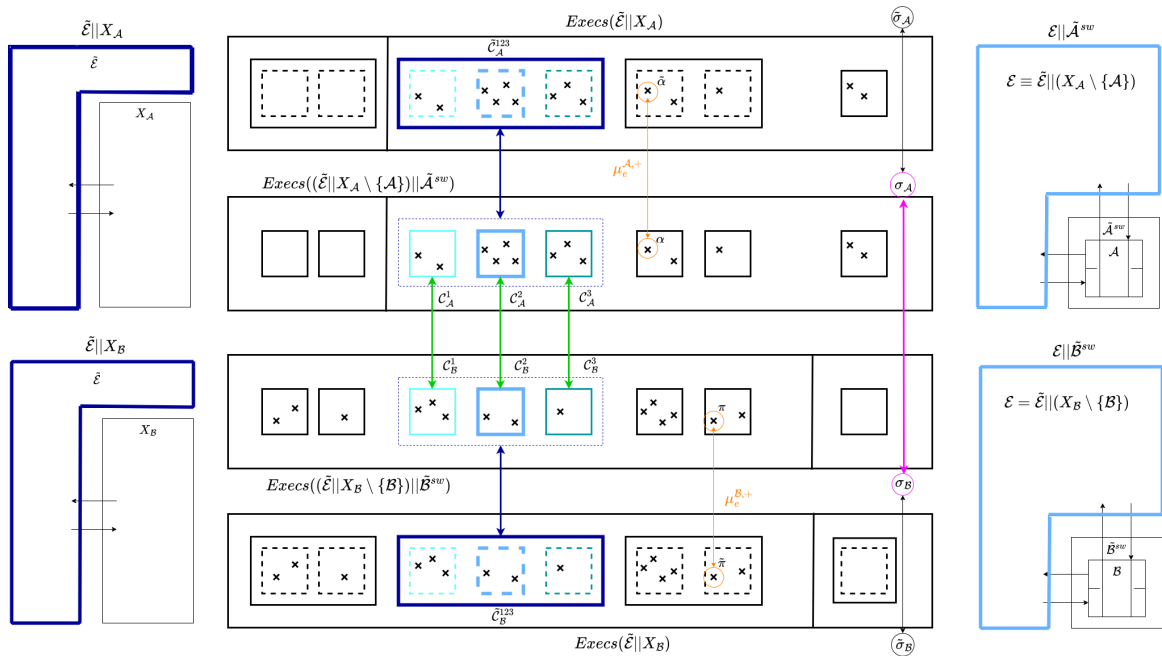 Execs(Ẽ||X_A)
σ̃_A
Ẽ||X_A
Ẽ
X_A
C̃_A^123
α̃
μ_e^{A,+}
E||Ã^sw
E ≡ Ẽ||(X_A \ {A})
Execs((Ẽ||X_A \ {A})||Ã^sw)
σ_A
α
Ã^sw
A
C_A^1
C_A^2
C_A^3
Ẽ||X_B
Ẽ
X_B
C_B^1
C_B^2
C_B^3
π
E||B̃^sw
E = Ẽ||(X_B \ {B})
Execs((Ẽ||X_B \ {B})||B̃^sw)
σ_B
μ_e^{B,+}
π̃
B̃^sw
B
C̃_B^123
Execs(Ẽ||X_B)
σ̃_B